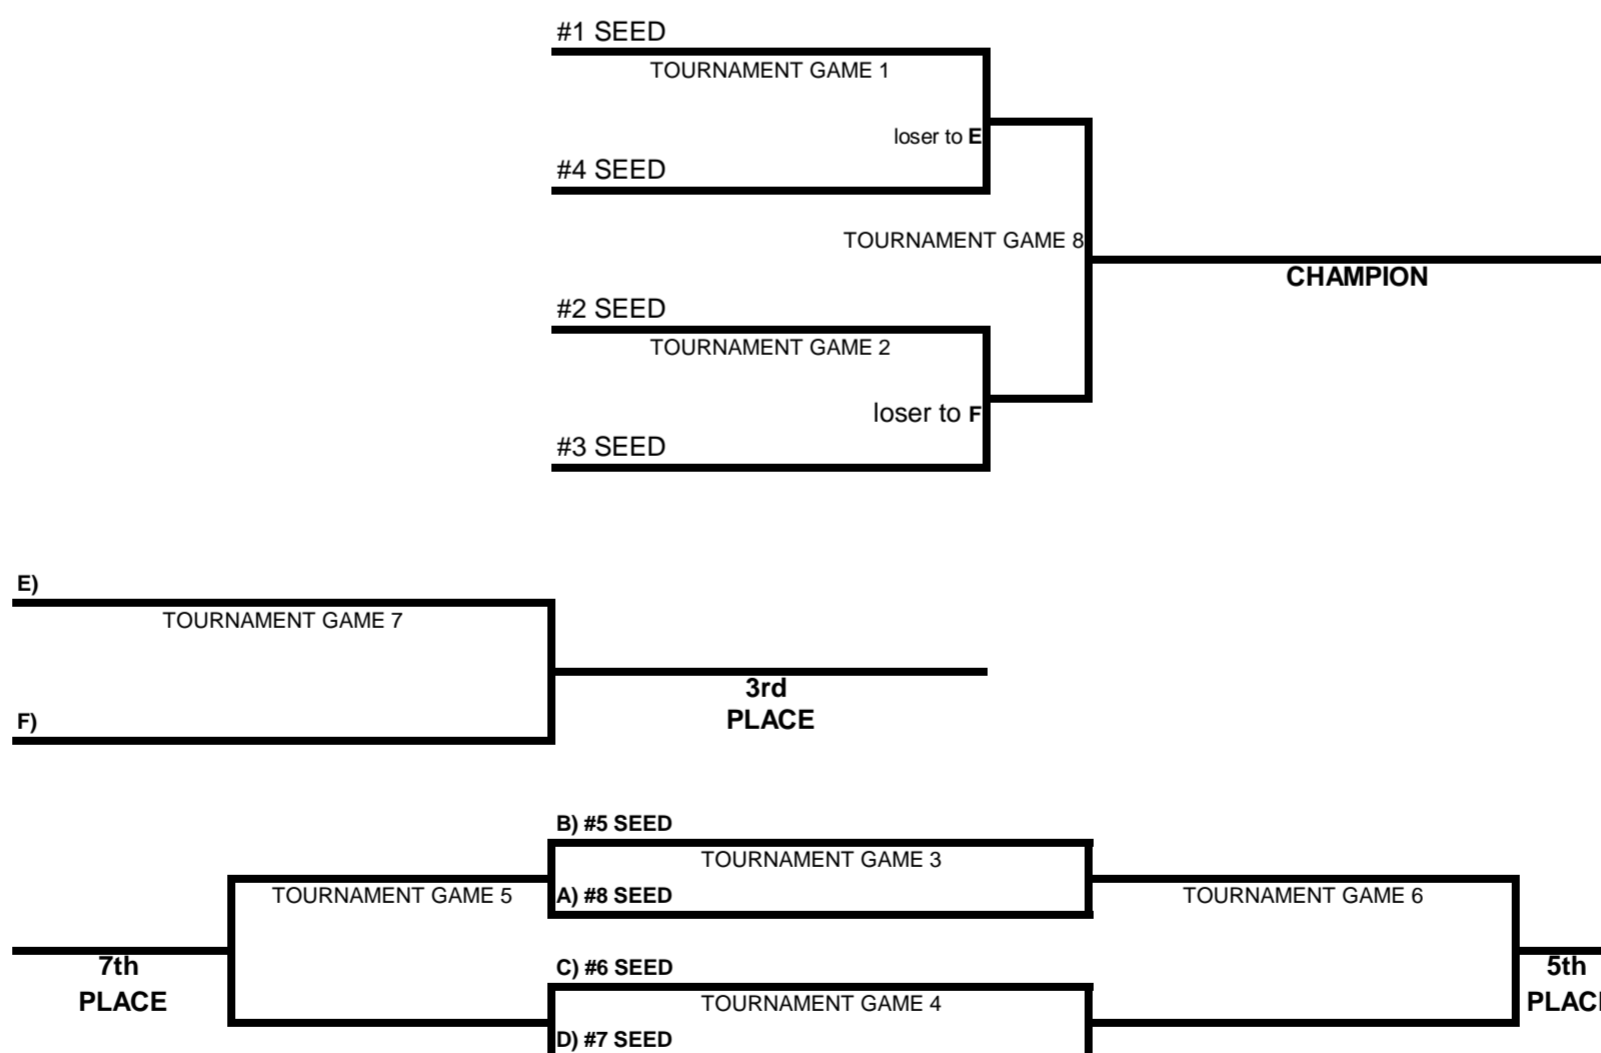 #1 SEED
TOURNAMENT GAME 1
loser to E
#4 SEED
TOURNAMENT GAME 8
CHAMPION
#2 SEED
TOURNAMENT GAME 2
loser to F
#3 SEED
E)
TOURNAMENT GAME 7
3rd
PLACE
F)
B) #5 SEED
TOURNAMENT GAME 3
TOURNAMENT GAME 5
A) #8 SEED
TOURNAMENT GAME 6
7th
PLACE
C) #6 SEED
5th
PLACE
TOURNAMENT GAME 4
D) #7 SEED